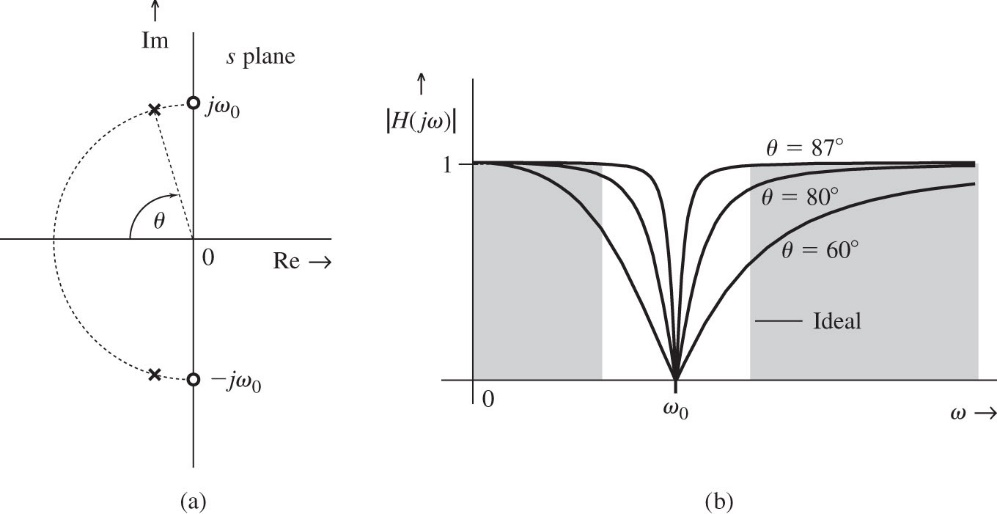 Im
s plane
jω₀
θ
0
Re →
−jω₀
(a)
|H(jω)|
1
θ = 87°
θ = 80°
θ = 60°
Ideal
0
ω₀
ω →
(b)